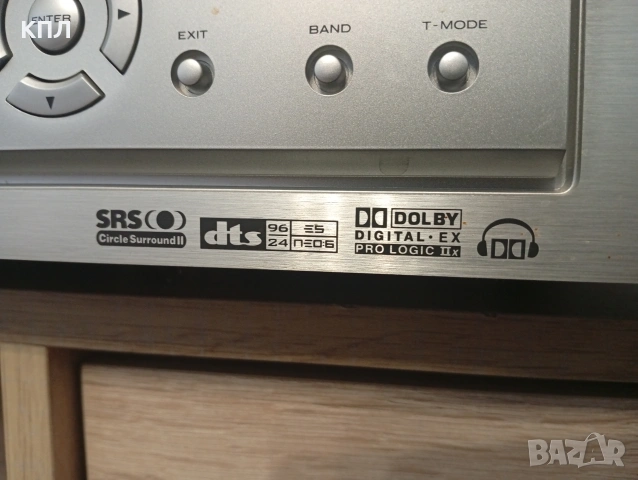 КПЛ
ENTER
EXIT
BAND
T-MODE
SRS
Circle Surround II
dts 96 24 ES NEO:6
DOLBY
DIGITAL·EX
PRO LOGIC IIx
BAZAR